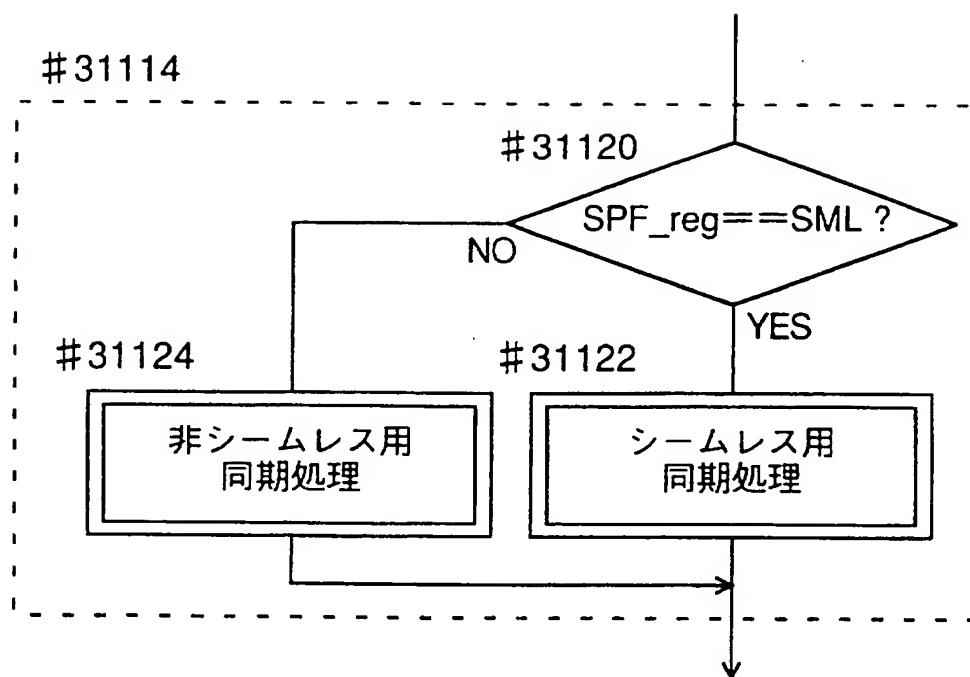 #31114
#31120
SPF_reg==SML ?
NO
YES
#31124
#31122
非シームレス用
同期処理
シームレス用
同期処理